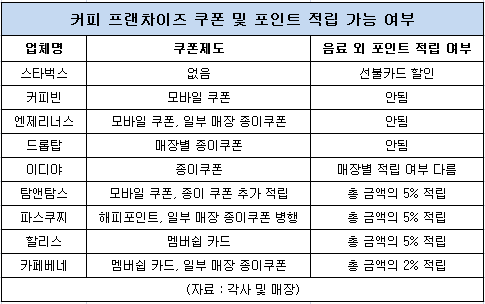 커피 프랜차이즈 쿠폰 및 포인트 적립 가능 여부
업체명 쿠폰제도 음료 외 포인트 적립 여부
스타벅스 없음 선불카드 할인
커피빈 모바일 쿠폰 안됨
엔제리너스 모바일 쿠폰, 일부 매장 종이쿠폰 안됨
드롭탑 매장별 종이쿠폰 안됨
이디야 종이쿠폰 매장별 적립 여부 다름
탐앤탐스 모바일 쿠폰, 종이 쿠폰 추가 적립 총 금액의 5% 적립
파스쿠찌 해피포인트, 일부 매장 종이쿠폰 병행 총 금액의 5% 적립
할리스 멤버쉽 카드 총 금액의 5% 적립
카페베네 멤버쉽 카드, 일부 매장 종이쿠폰 총 금액의 2% 적립
(자료 : 각사 및 매장)